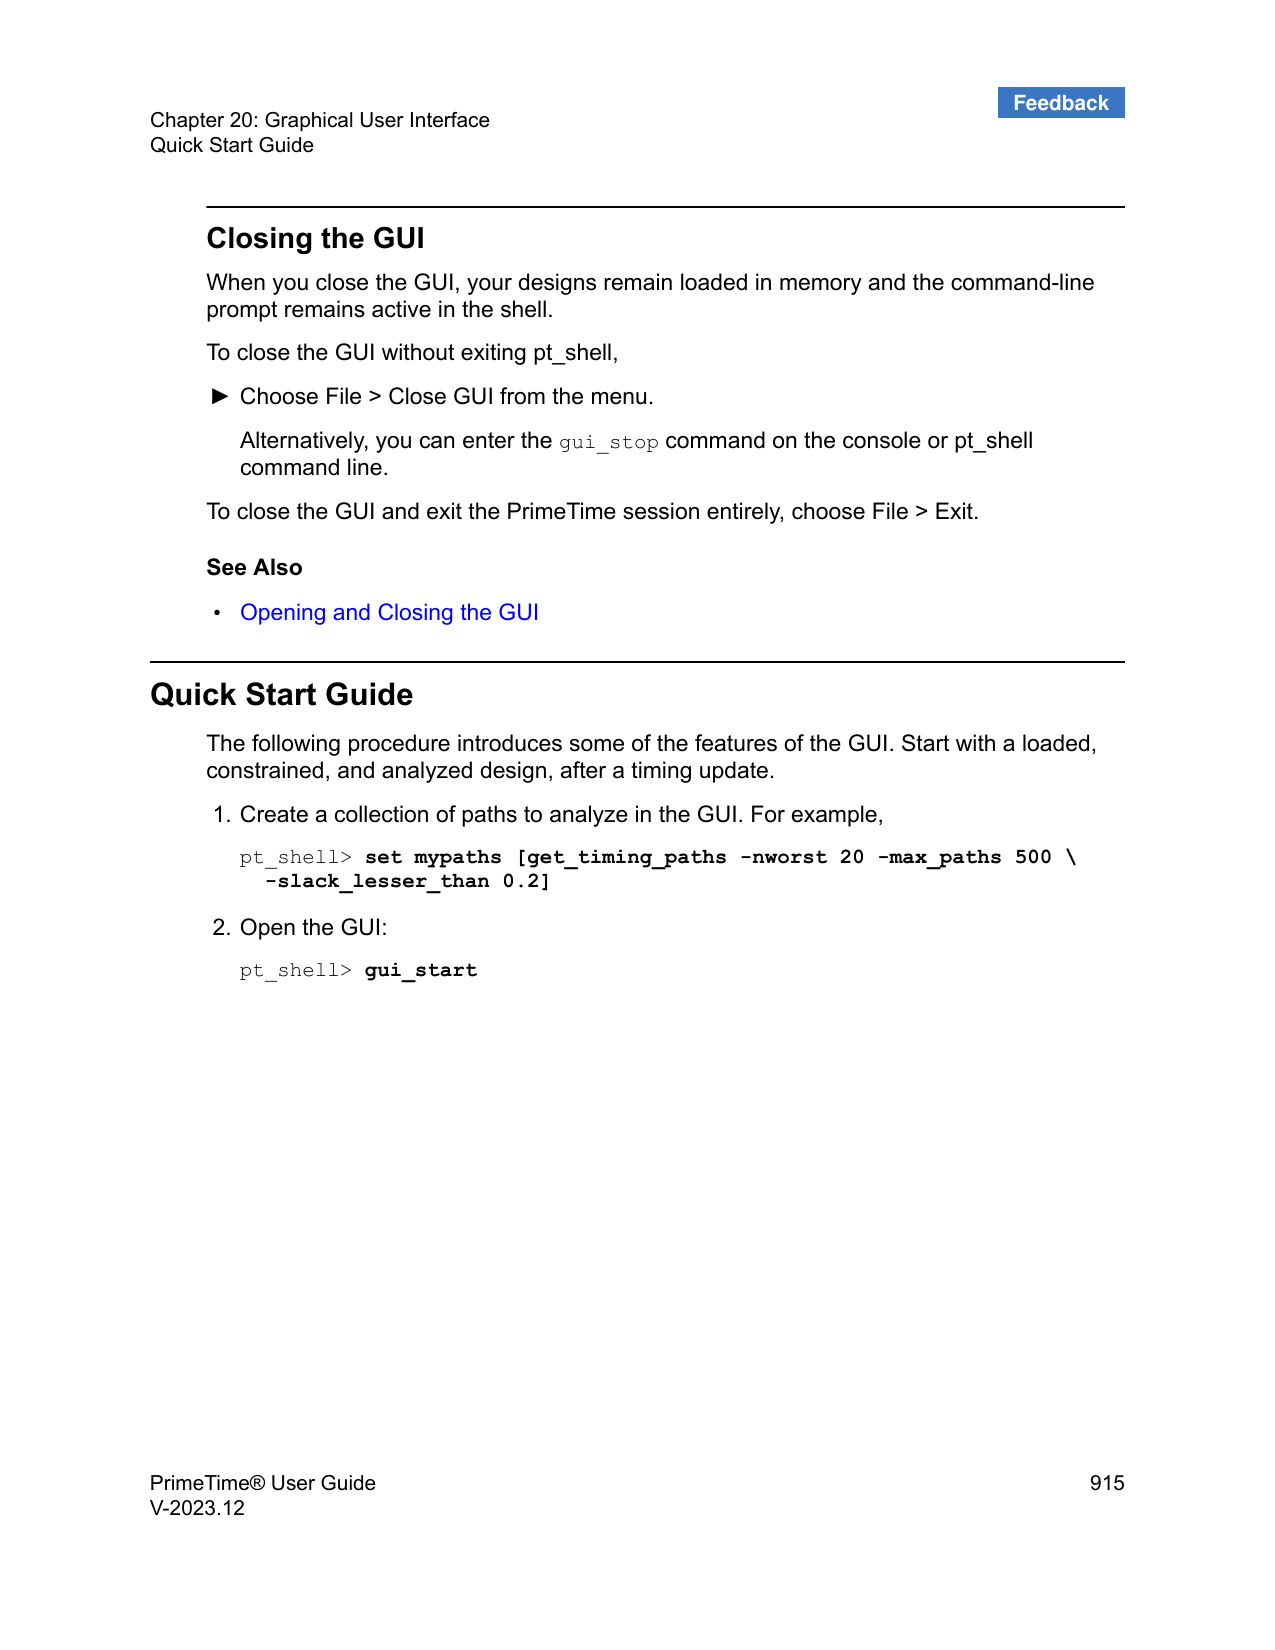 Feedback
Chapter 20: Graphical User Interface
Quick Start Guide
Closing the GUI
When you close the GUI, your designs remain loaded in memory and the command-line
prompt remains active in the shell.
To close the GUI without exiting pt_shell,
► Choose File > Close GUI from the menu.
Alternatively, you can enter the gui_stop command on the console or pt_shell
command line.
To close the GUI and exit the PrimeTime session entirely, choose File > Exit.
See Also
• Opening and Closing the GUI
Quick Start Guide
The following procedure introduces some of the features of the GUI. Start with a loaded,
constrained, and analyzed design, after a timing update.
1. Create a collection of paths to analyze in the GUI. For example,
pt_shell> set mypaths [get_timing_paths -nworst 20 -max_paths 500 \
-slack_lesser_than 0.2]
2. Open the GUI:
pt_shell> gui_start
PrimeTime® User Guide 915
V-2023.12